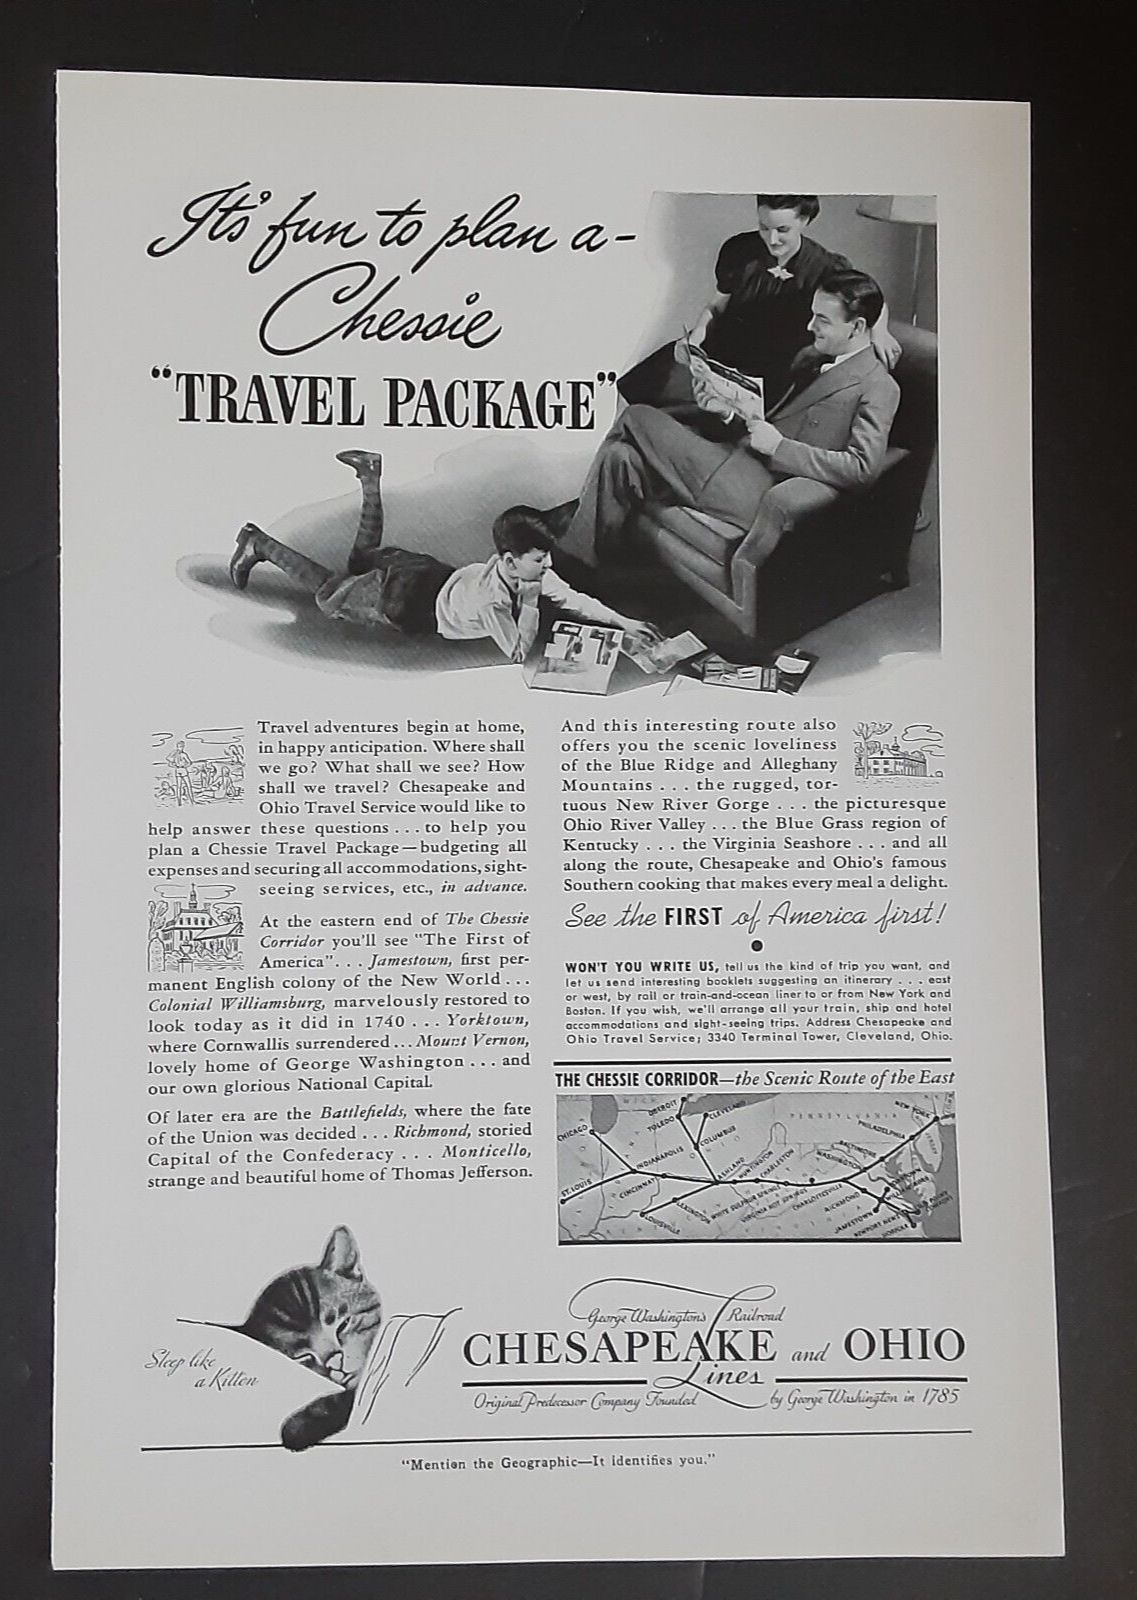 It's fun to plan a-
Chessie
"TRAVEL PACKAGE"
Travel adventures begin at home,
in happy anticipation. Where shall
we go? What shall we see? How
shall we travel? Chesapeake and
Ohio Travel Service would like to
help answer these questions . . . to help you
plan a Chessie Travel Package—budgeting all
expenses and securing all accommodations, sight-
seeing services, etc., in advance.
At the eastern end of The Chessie
Corridor you'll see "The First of
America". . . Jamestown, first per-
manent English colony of the New World . . .
Colonial Williamsburg, marvelously restored to
look today as it did in 1740 . . . Yorktown,
where Cornwallis surrendered . . . Mount Vernon,
lovely home of George Washington . . . and
our own glorious National Capital.
Of later era are the Battlefields, where the fate
of the Union was decided . . . Richmond, storied
Capital of the Confederacy . . . Monticello,
strange and beautiful home of Thomas Jefferson.
And this interesting route also
offers you the scenic loveliness
of the Blue Ridge and Alleghany
Mountains . . . the rugged, tor-
tuous New River Gorge . . . the picturesque
Ohio River Valley . . . the Blue Grass region of
Kentucky . . . the Virginia Seashore . . . and all
along the route, Chesapeake and Ohio's famous
Southern cooking that makes every meal a delight.
See the FIRST of America first!
WON'T YOU WRITE US, tell us the kind of trip you want, and
let us send interesting booklets suggesting an itinerary . . . east
or west, by rail or train-and-ocean liner to or from New York and
Boston. If you wish, we'll arrange all your train, ship and hotel
accommodations and sight-seeing trips. Address Chesapeake and
Ohio Travel Service; 3340 Terminal Tower, Cleveland, Ohio.
THE CHESSIE CORRIDOR—the Scenic Route of the East
MICH
DETROIT
TOLEDO
CLEVELAND
CHICAGO
COLUMBUS
OHIO
PENNSYLVANIA
NEW YORK
PHILADELPHIA
BALTIMORE
WASHINGTON
INDIANAPOLIS
CINCINNATI
ST. LOUIS
LOUISVILLE
LEXINGTON
ASHLAND
HUNTINGTON
CHARLESTON
WHITE SULPHUR SPRINGS
VIRGINIA HOT SPRINGS
CHARLOTTESVILLE
RICHMOND
JAMESTOWN
NEWPORT NEWS
NORFOLK
Sleep like
a Kitten
George Washington's Railroad
CHESAPEAKE and OHIO
Lines
Original Predecessor Company Founded by George Washington in 1785
"Mention the Geographic—It identifies you."